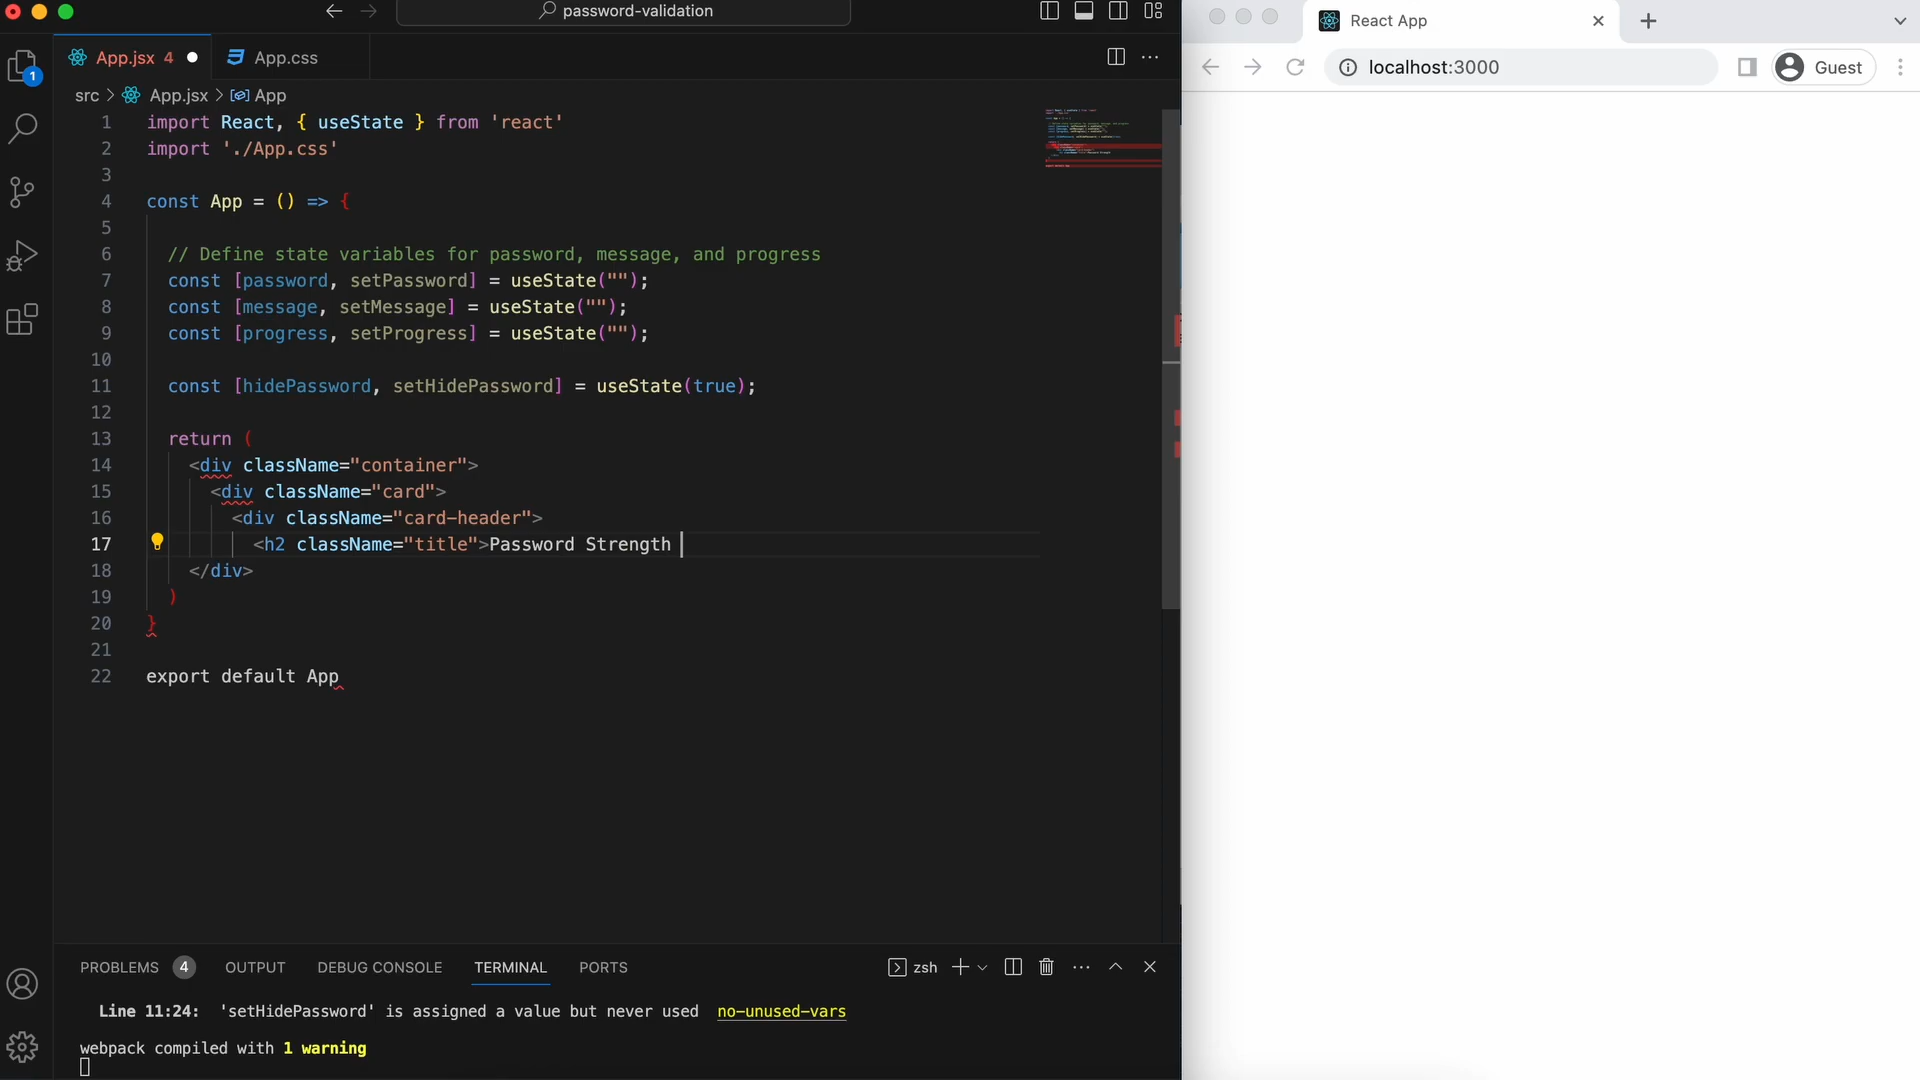 password-validation
React App
localhost:3000
Guest
1
App.jsx 4
App.css
src > App.jsx > App
1 import React, { useState } from 'react'
2 import './App.css'
3
4 const App = () => {
5
6 // Define state variables for password, message, and progress
7 const [password, setPassword] = useState("");
8 const [message, setMessage] = useState("");
9 const [progress, setProgress] = useState("");
10
11 const [hidePassword, setHidePassword] = useState(true);
12
13 return (
14 <div className="container">
15 <div className="card">
16 <div className="card-header">
17 <h2 className="title">Password Strength
18 </div>
19 )
20 }
21
22 export default App
PROBLEMS 4 OUTPUT DEBUG CONSOLE TERMINAL PORTS zsh
Line 11:24: 'setHidePassword' is assigned a value but never used no-unused-vars
webpack compiled with 1 warning